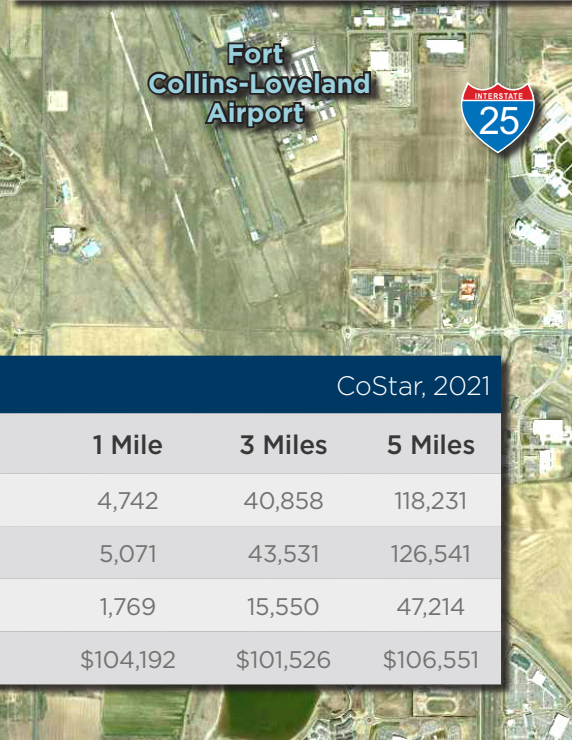 Fort
Collins-Loveland
Airport
INTERSTATE
25
CoStar, 2021
1 Mile 3 Miles 5 Miles
4,742 40,858 118,231
5,071 43,531 126,541
1,769 15,550 47,214
$104,192 $101,526 $106,551